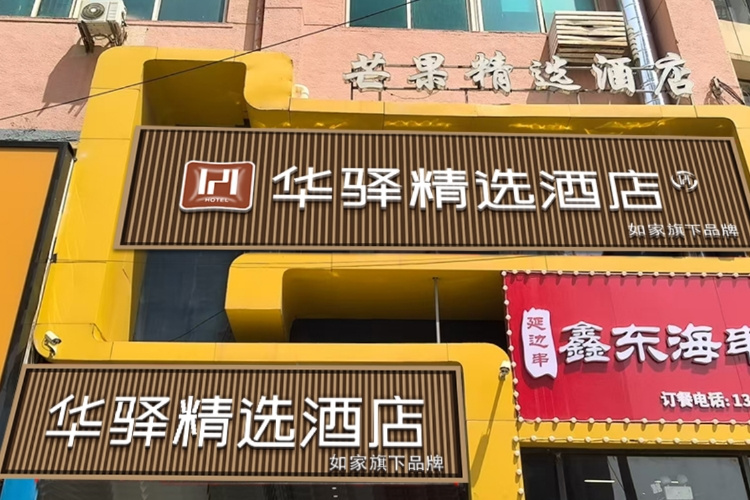 芒果精选酒店
HOTEL
华驿精选酒店
如家旗下品牌
延边串
鑫东海串
订餐电话: 13
华驿精选酒店
如家旗下品牌